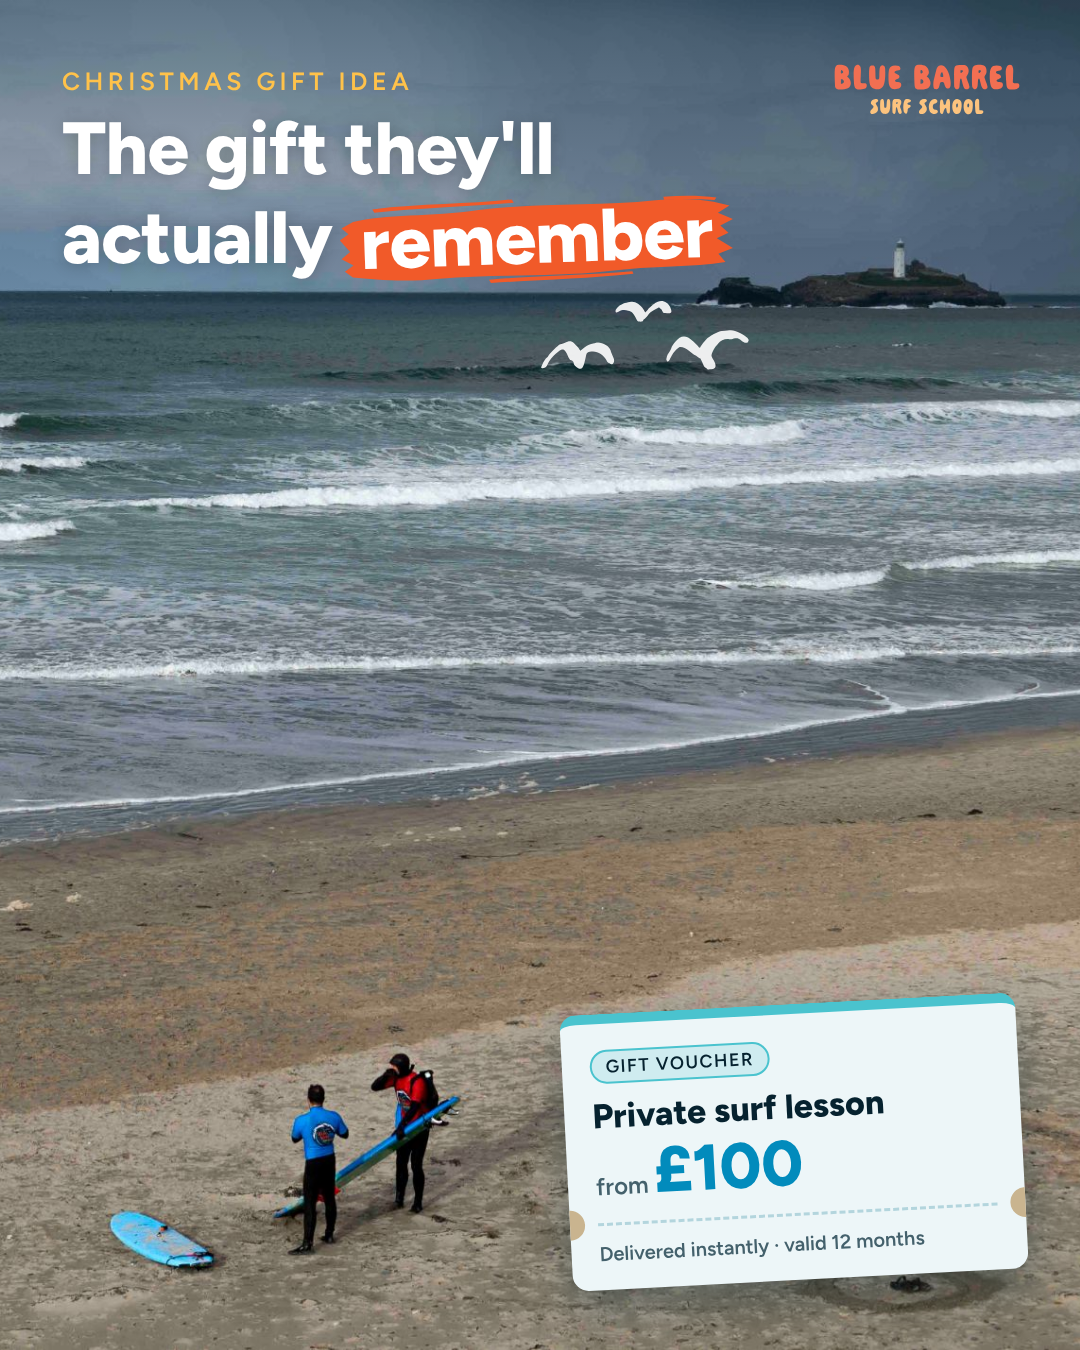 CHRISTMAS GIFT IDEA
BLUE BARREL
SURF SCHOOL
The gift they'll
actually remember
GIFT VOUCHER
Private surf lesson
from £100
Delivered instantly · valid 12 months